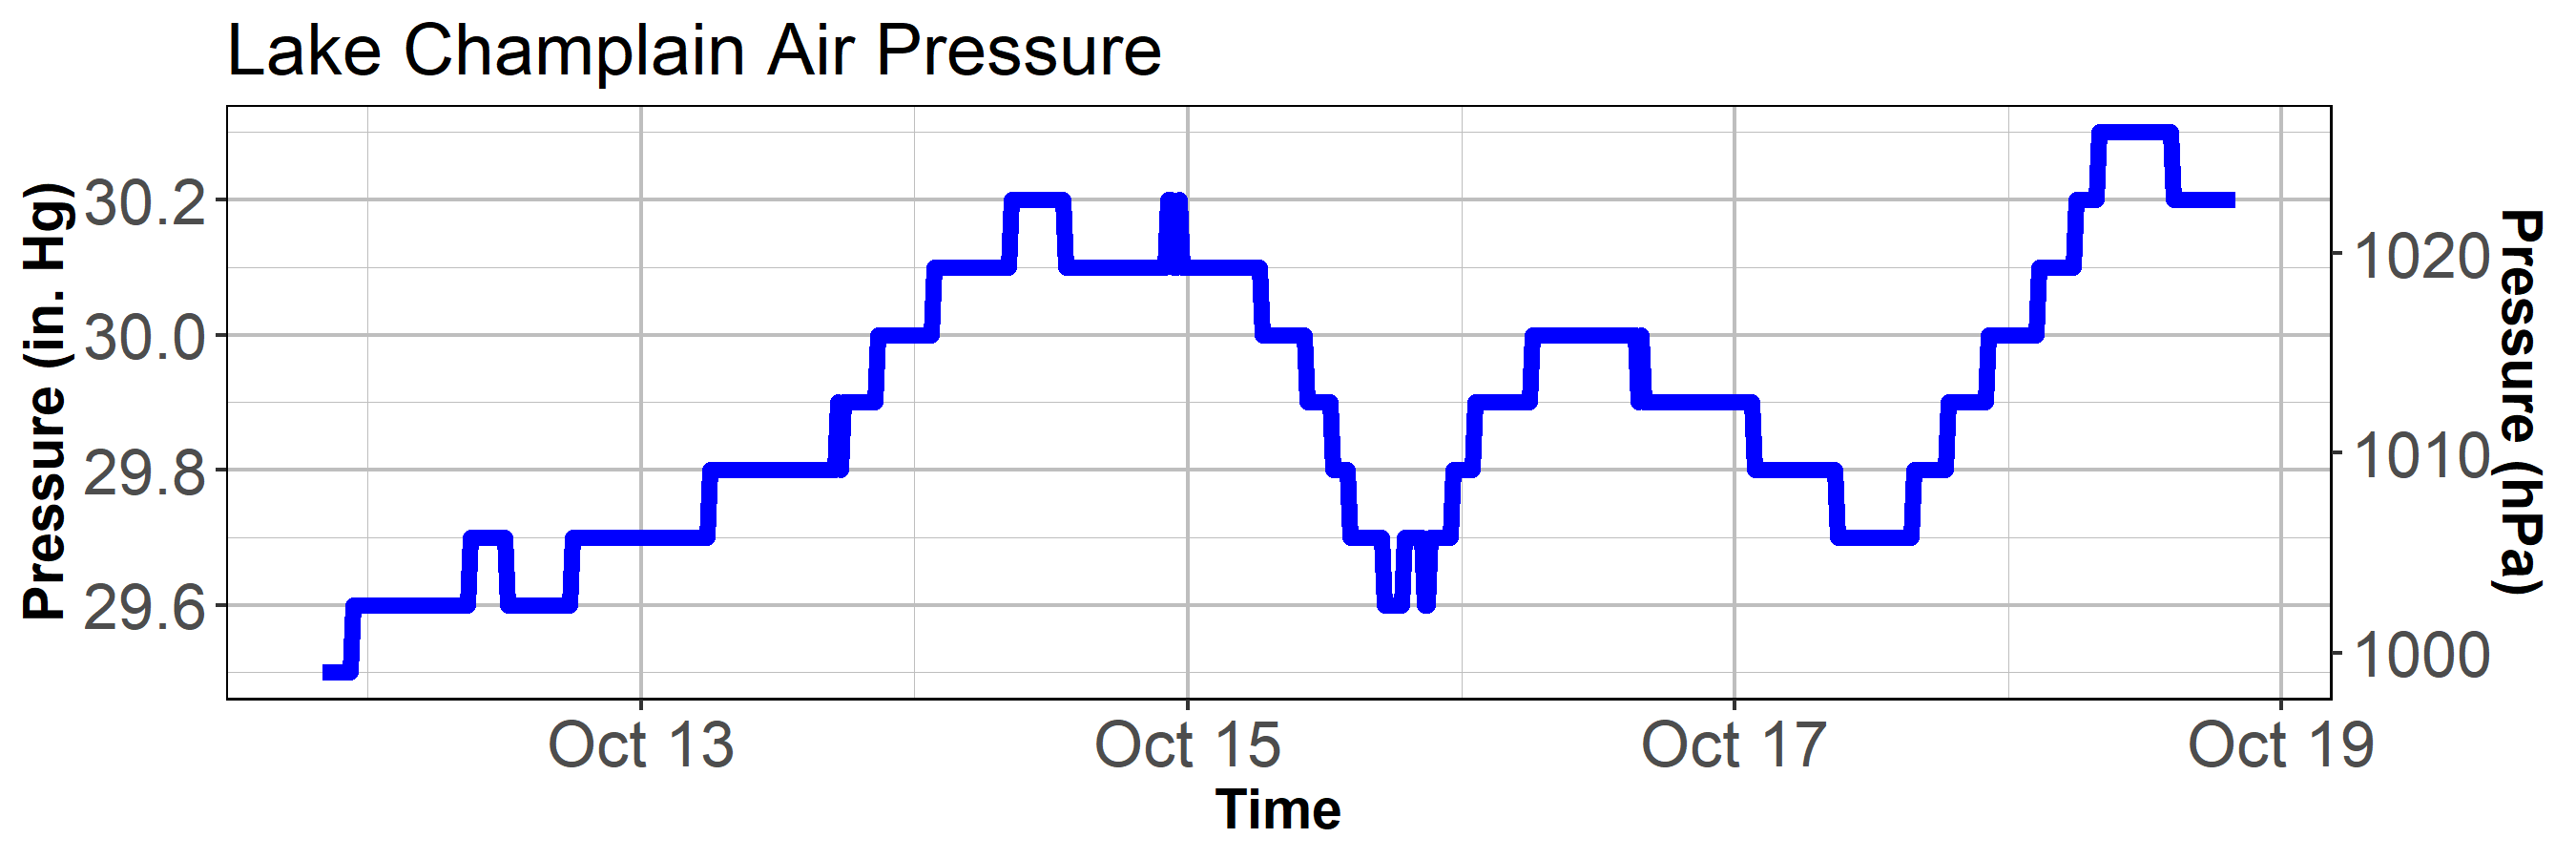 Lake Champlain Air Pressure
Pressure (in. Hg)
30.2
30.0
29.8
29.6
1020
1010
1000
Pressure (hPa)
Oct 13
Oct 15
Oct 17
Oct 19
Time